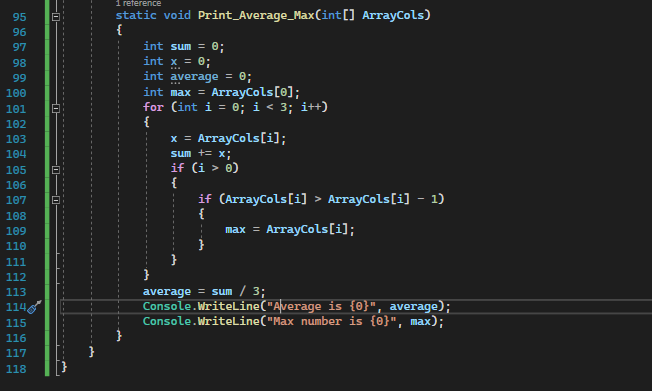 1 reference
95 static void Print_Average_Max(int[] ArrayCols)
96 {
97 int sum = 0;
98 int x = 0;
99 int average = 0;
100 int max = ArrayCols[0];
101 for (int i = 0; i < 3; i++)
102 {
103 x = ArrayCols[i];
104 sum += x;
105 if (i > 0)
106 {
107 if (ArrayCols[i] > ArrayCols[i] - 1)
108 {
109 max = ArrayCols[i];
110 }
111 }
112 }
113 average = sum / 3;
114 Console.WriteLine("Average is {0}", average);
115 Console.WriteLine("Max number is {0}", max);
116 }
117 }
118 }